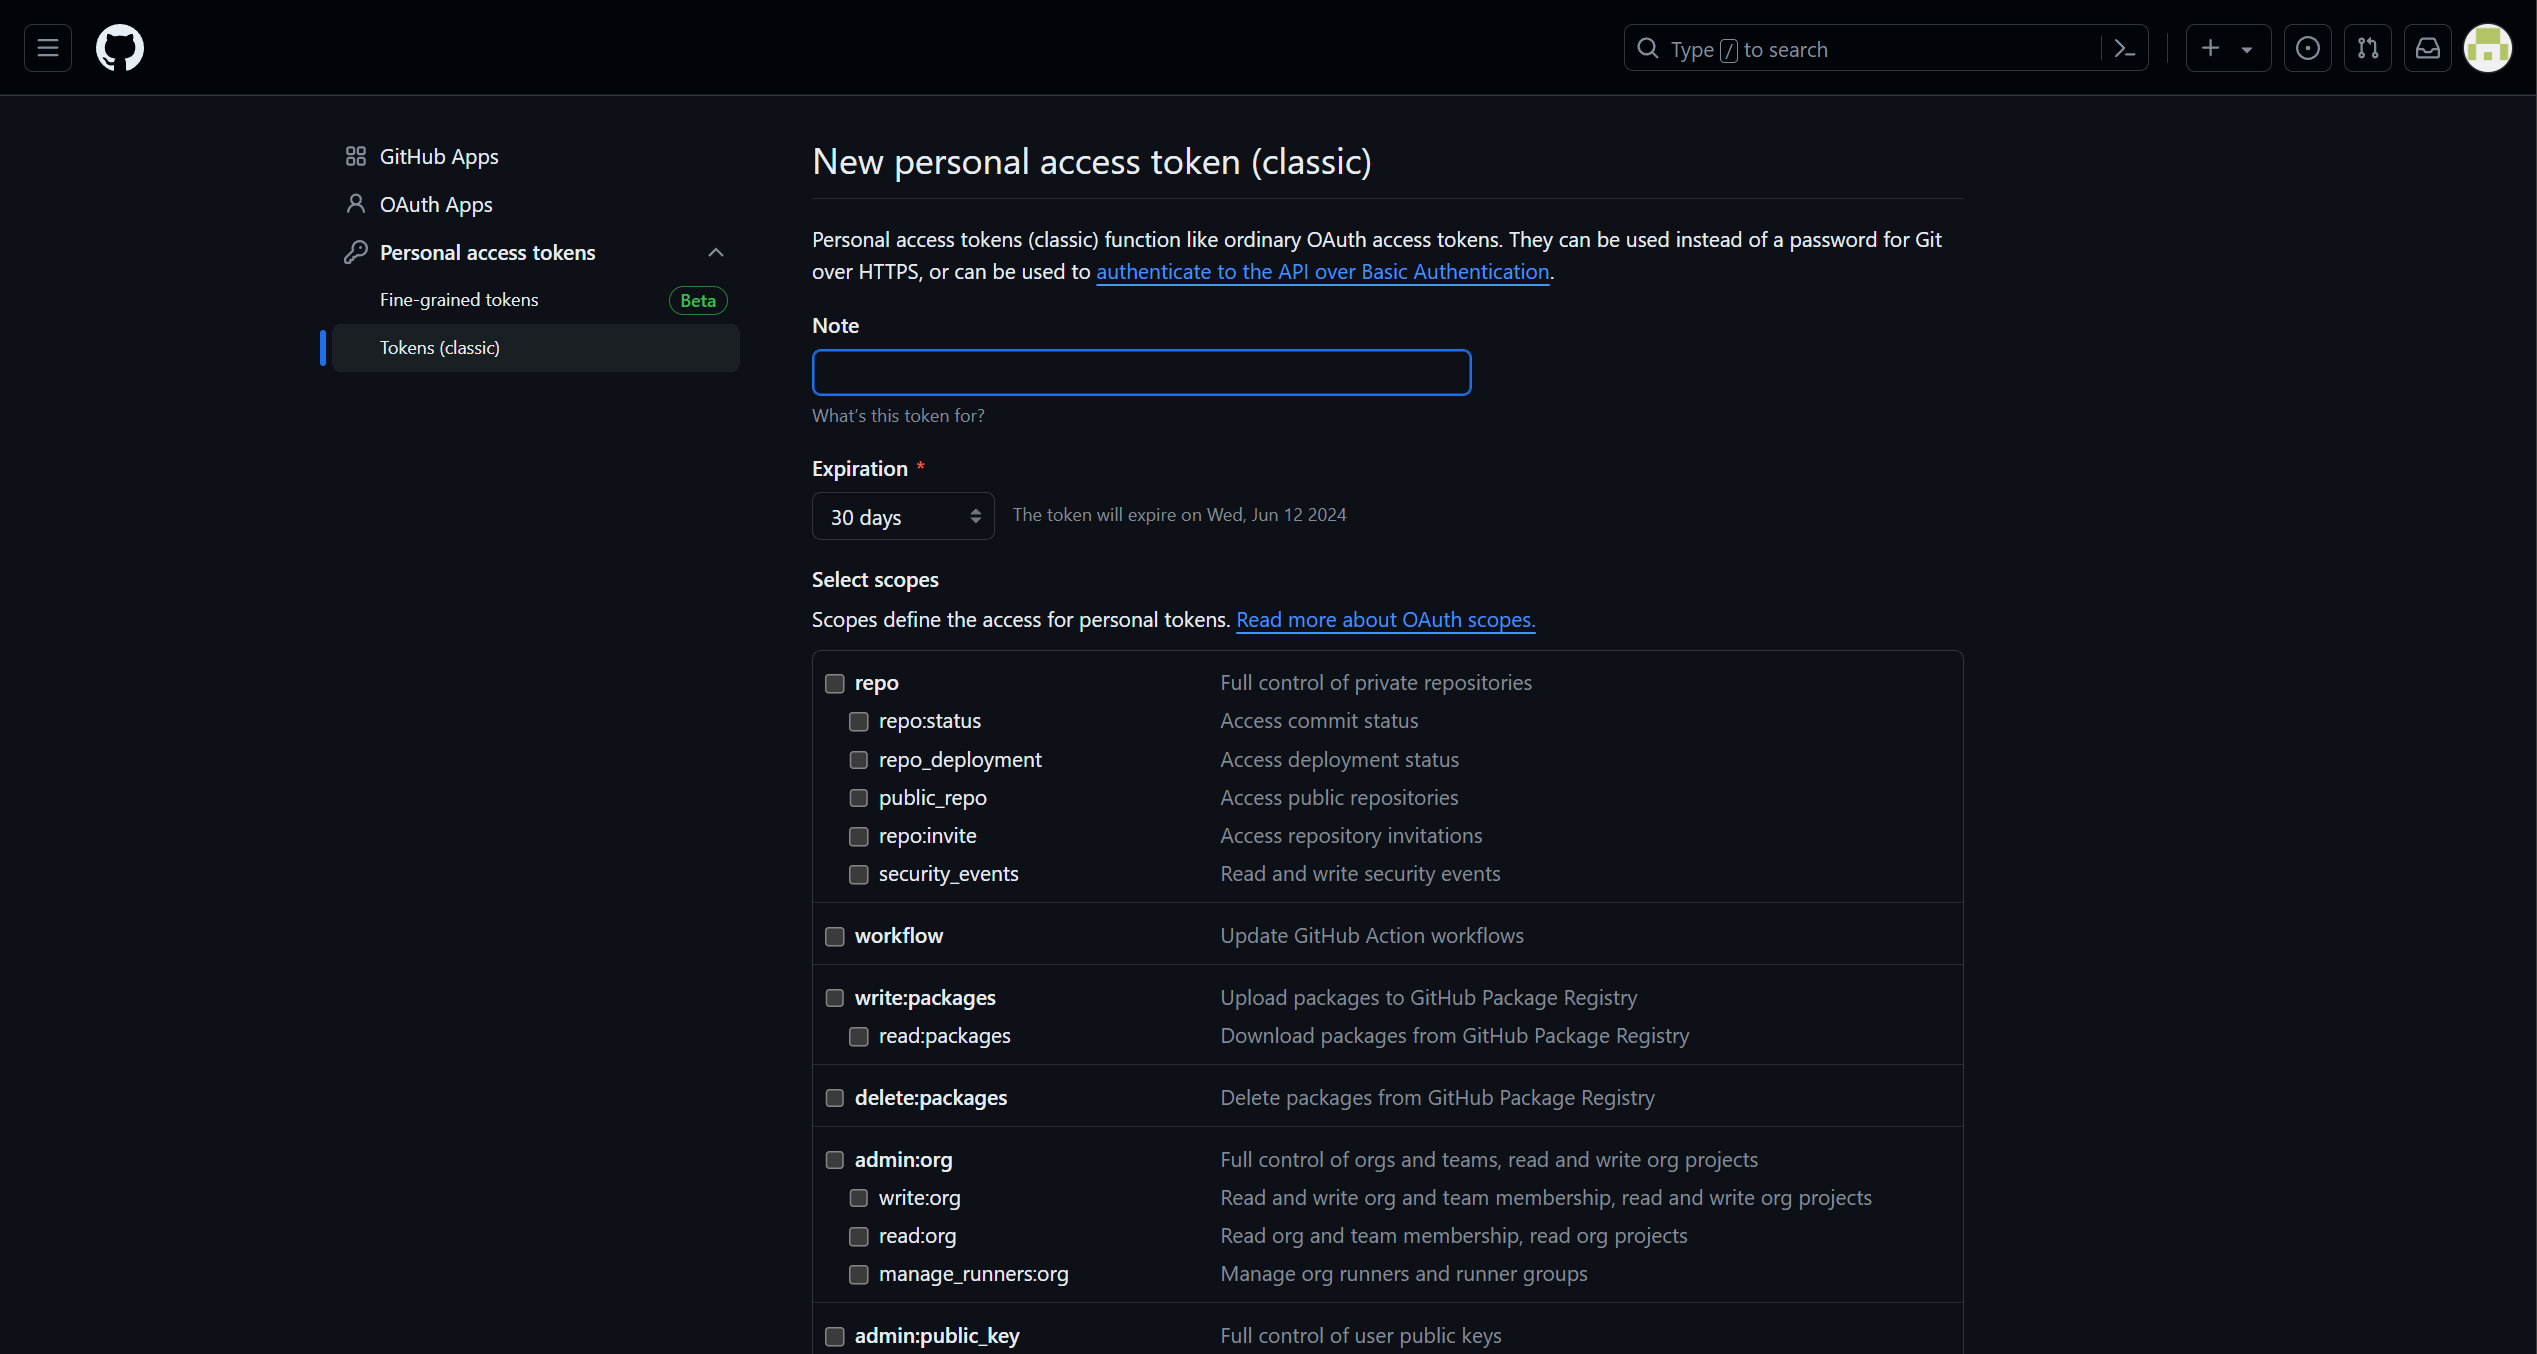 Type / to search
GitHub Apps
OAuth Apps
Personal access tokens
Fine-grained tokens Beta
Tokens (classic)
New personal access token (classic)
Personal access tokens (classic) function like ordinary OAuth access tokens. They can be used instead of a password for Git
over HTTPS, or can be used to authenticate to the API over Basic Authentication.
Note
What's this token for?
Expiration *
30 days The token will expire on Wed, Jun 12 2024
Select scopes
Scopes define the access for personal tokens. Read more about OAuth scopes.
repo Full control of private repositories
repo:status Access commit status
repo_deployment Access deployment status
public_repo Access public repositories
repo:invite Access repository invitations
security_events Read and write security events
workflow Update GitHub Action workflows
write:packages Upload packages to GitHub Package Registry
read:packages Download packages from GitHub Package Registry
delete:packages Delete packages from GitHub Package Registry
admin:org Full control of orgs and teams, read and write org projects
write:org Read and write org and team membership, read and write org projects
read:org Read org and team membership, read org projects
manage_runners:org Manage org runners and runner groups
admin:public_key Full control of user public keys